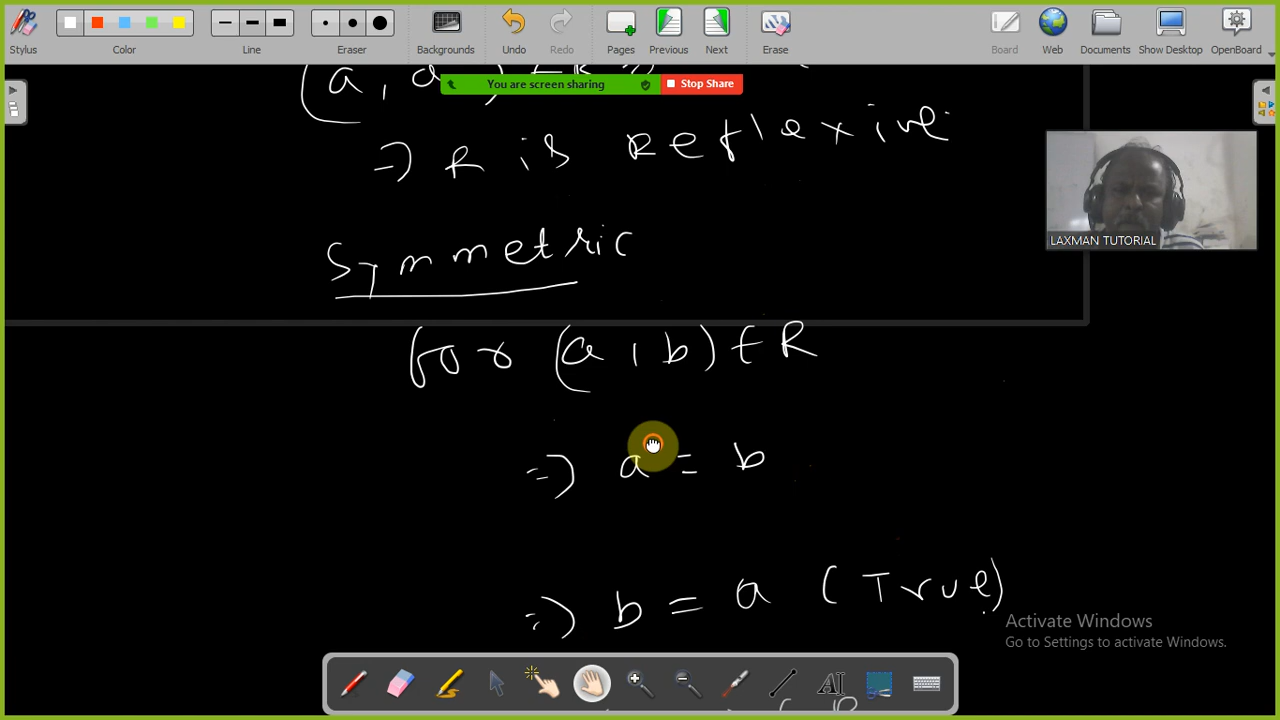 Stylus Color Line Eraser Backgrounds Undo Redo Pages Previous Next Erase Board Web Documents Show Desktop OpenBoard
You are screen sharing Stop Share
(a, a
⇒ R is Reflexive
LAXMAN TUTORIAL
Symmetric
for (a, b) ∈ R
⇒ a = b
⇒ b = a (True)
Activate Windows
Go to Settings to activate Windows.